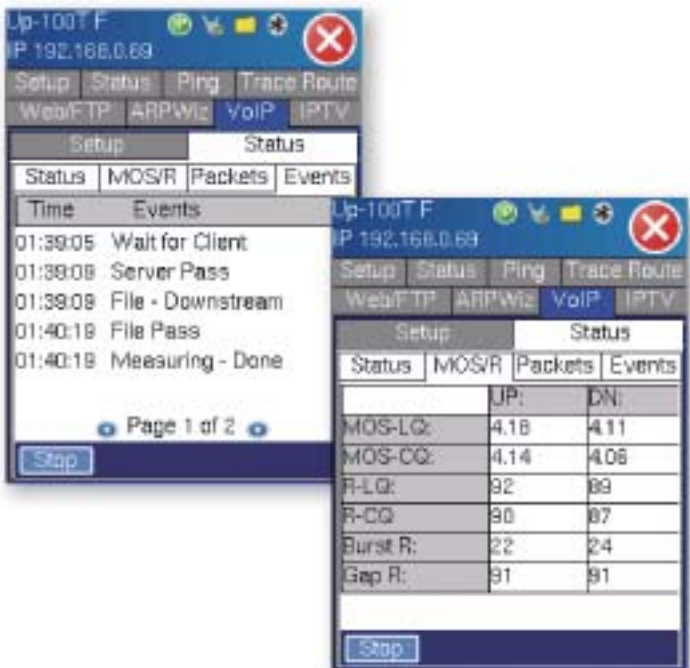 Up-100T F
IP 192.168.0.69
Setup Status Ping Trace Route
Web/FTP ARPWiz VoIP IPTV
Setup Status
Status MOS/R Packets Events
Time Events
01:39:05 Wait for Client
01:39:09 Server Pass
01:39:09 File - Downstream
01:40:19 File Pass
01:40:19 Measuring - Done
Page 1 of 2
Stop
Up-100T F
IP 192.168.0.69
Setup Status Ping Trace Route
Web/FTP ARPWiz VoIP IPTV
Setup Status
Status MOS/R Packets Events
UP: DN:
MOS-LQ: 4.18 4.11
MOS-CQ: 4.14 4.06
R-LQ: 92 89
R-CQ 90 87
Burst R: 22 24
Gap R: 91 91
Stop